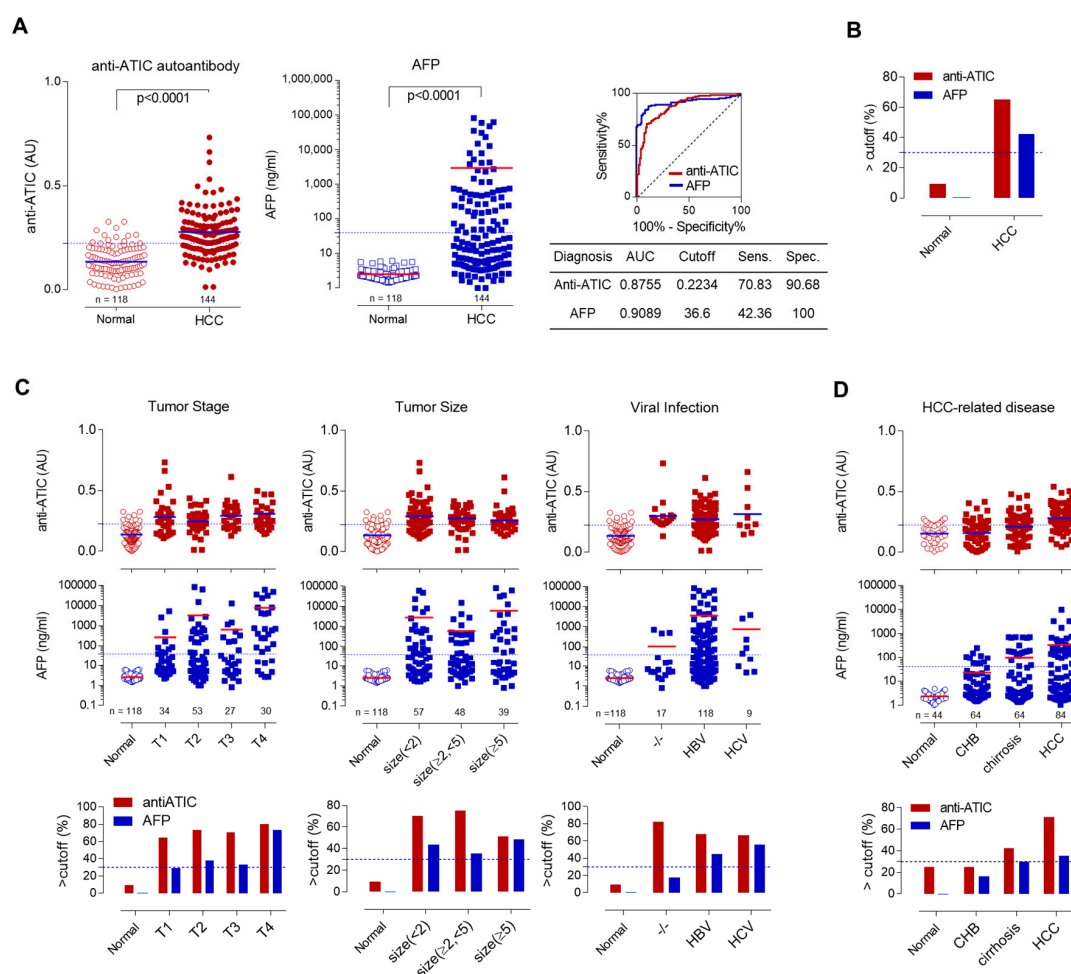 A
anti-ATIC autoantibody
p<0.0001
anti-ATIC (AU)
1.0
0.5
0.0
n = 118
144
Normal
HCC
AFP
p<0.0001
AFP (ng/ml)
1,000,000
100,000
10,000
1,000
100
10
1
n = 118
144
Normal
HCC
Sensitivity%
100
50
0
anti-ATIC
AFP
0
100
100% - Specificity%
Diagnosis AUC Cutoff Sens. Spec.
Anti-ATIC 0.8755 0.2234 70.83 90.68
AFP 0.9089 36.6 42.36 100
B
anti-ATIC
AFP
> cutoff (%)
80
60
40
20
0
Normal
HCC
C
Tumor Stage
anti-ATIC (AU)
1.0
0.5
0.0
AFP (ng/ml)
100000
10000
1000
100
10
1
0.1
n = 118 34 53 27 30
Normal T1 T2 T3 T4
antiATIC
AFP
>cutoff (%)
100
80
60
40
20
0
Normal T1 T2 T3 T4
Tumor Size
anti-ATIC (AU)
1.0
0.5
0.0
AFP (ng/ml)
100000
10000
1000
100
10
1
0.1
n = 118 57 48 39
Normal size(<2) size(≥2,<5) size(≥5)
>cutoff (%)
80
60
40
20
0
Normal size(<2) size(≥2,<5) size(≥5)
Viral Infection
anti-ATIC (AU)
1.0
0.5
0.0
AFP (ng/ml)
100000
10000
1000
100
10
1
0.1
n=118 17 118 9
Normal -/- HBV HCV
>cutoff (%)
100
80
60
40
20
0
Normal -/- HBV HCV
D
HCC-related disease
anti-ATIC (AU)
1.0
0.5
0.0
AFP (ng/ml)
100000
10000
1000
100
10
1
0.1
n = 44 64 64 84
Normal CHB chirrosis HCC
anti-ATIC
AFP
> cutoff (%)
80
60
40
20
0
Normal CHB cirrhosis HCC